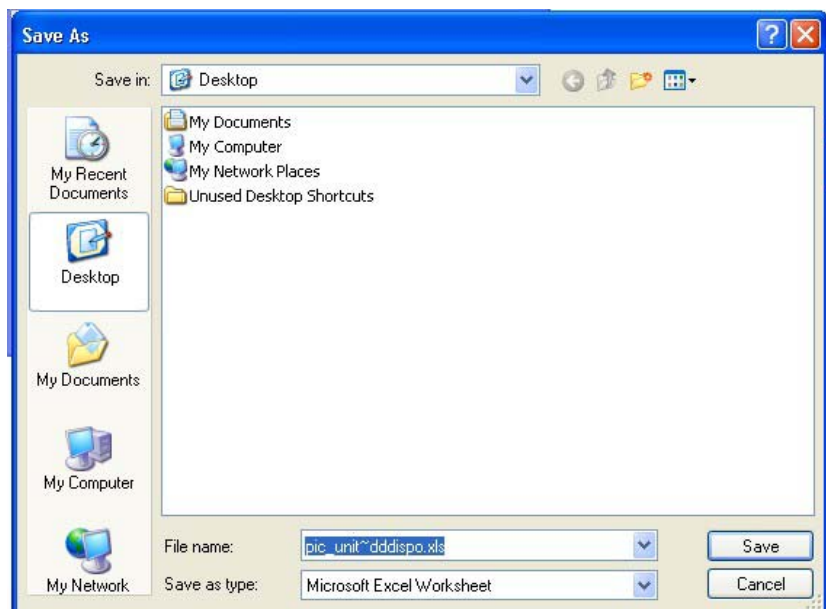 Save As
Save in:
Desktop
My Recent
Documents
Desktop
My Documents
My Computer
My Network
My Documents
My Computer
My Network Places
Unused Desktop Shortcuts
File name:
pic_unit~dddispo.xls
Save
Save as type:
Microsoft Excel Worksheet
Cancel